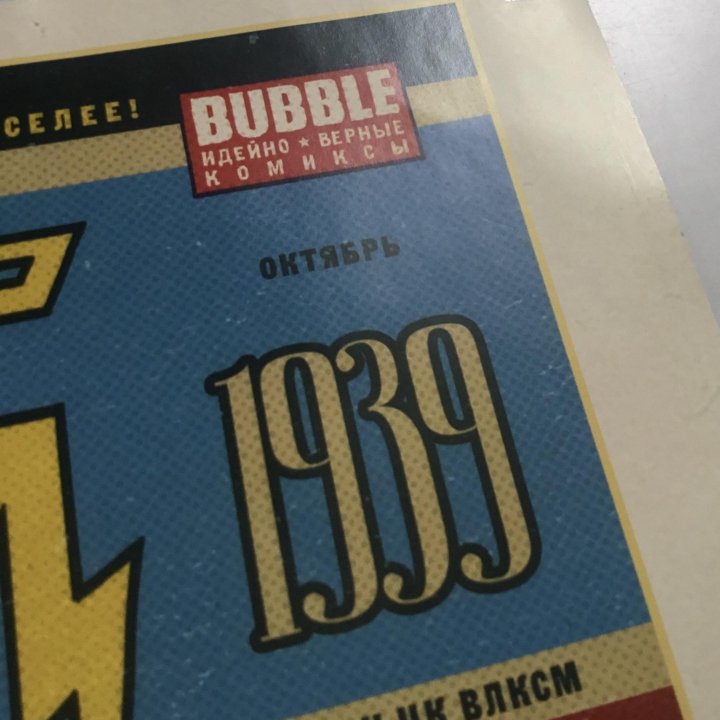 СЕЛЕЕ!
BUBBLE
ИДЕЙНО ★ ВЕРНЫЕ
КОМИКСЫ
ОКТЯБРЬ
1939
ЦК ВЛКСМ